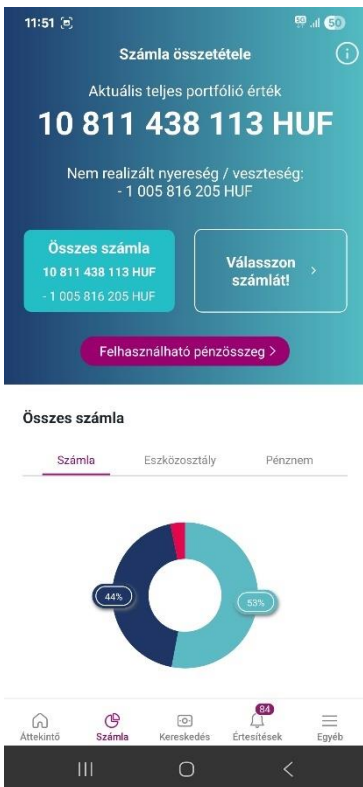 11:51
5G 50
Számla összetétele
Aktuális teljes portfólió érték
10 811 438 113 HUF
Nem realizált nyereség / veszteség:
- 1 005 816 205 HUF
Összes számla
10 811 438 113 HUF
- 1 005 816 205 HUF
Válasszon
számlát!
Felhasználható pénzösszeg >
Összes számla
Számla Eszközosztály Pénznem
44%
53%
84
Áttekintő Számla Kereskedés Értesítések Egyéb